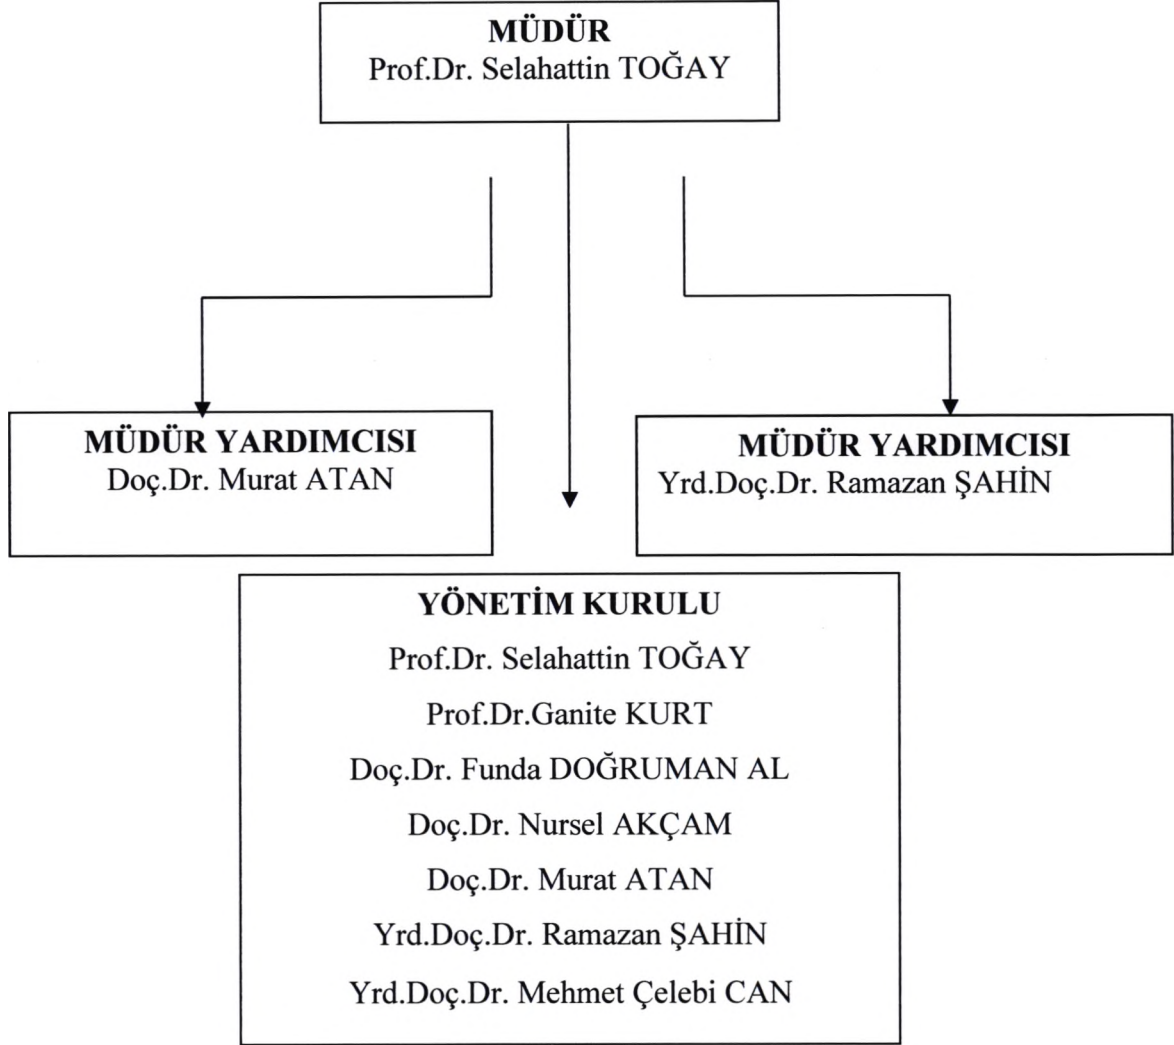 MÜDÜR
Prof.Dr. Selahattin TOĞAY
MÜDÜR YARDIMCISI
Doç.Dr. Murat ATAN
MÜDÜR YARDIMCISI
Yrd.Doç.Dr. Ramazan ŞAHİN
YÖNETİM KURULU
Prof.Dr. Selahattin TOĞAY
Prof.Dr.Ganite KURT
Doç.Dr. Funda DOĞRUMAN AL
Doç.Dr. Nursel AKÇAM
Doç.Dr. Murat ATAN
Yrd.Doç.Dr. Ramazan ŞAHİN
Yrd.Doç.Dr. Mehmet Çelebi CAN